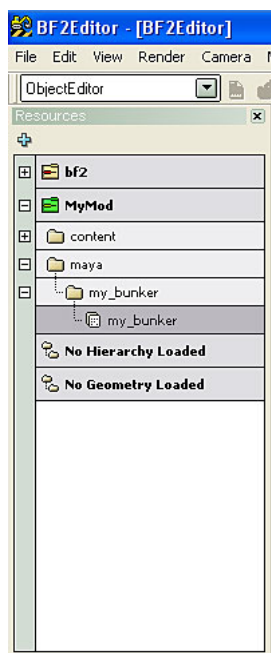 BF2Editor - [BF2Editor]
File Edit View Render Camera
ObjectEditor
Resources
bf2
MyMod
content
maya
my_bunker
my_bunker
No Hierarchy Loaded
No Geometry Loaded